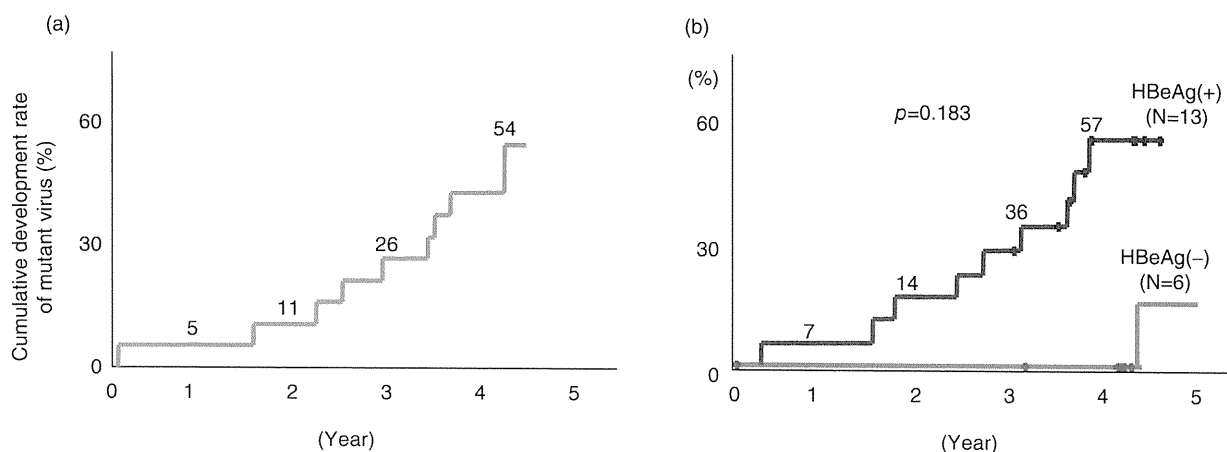 (a)
Cumulative development rate
of mutant virus (%)
60
30
0
5
11
26
54
0 1 2 3 4 5
(Year)
(b)
(%)
60
30
0
p=0.183
7
14
36
57
HBeAg(+)
(N=13)
HBeAg(−)
(N=6)
0 1 2 3 4 5
(Year)